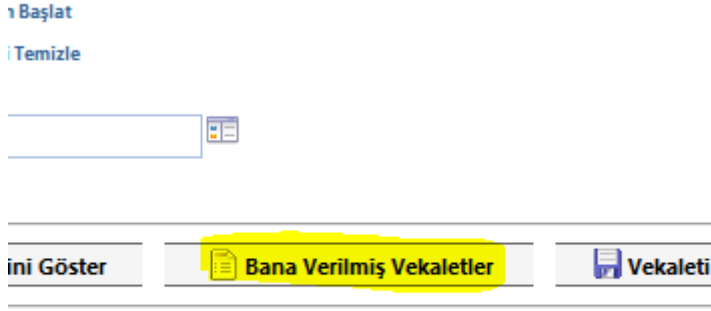 n Başlat
i Temizle
ini Göster Bana Verilmiş Vekaletler Vekaleti